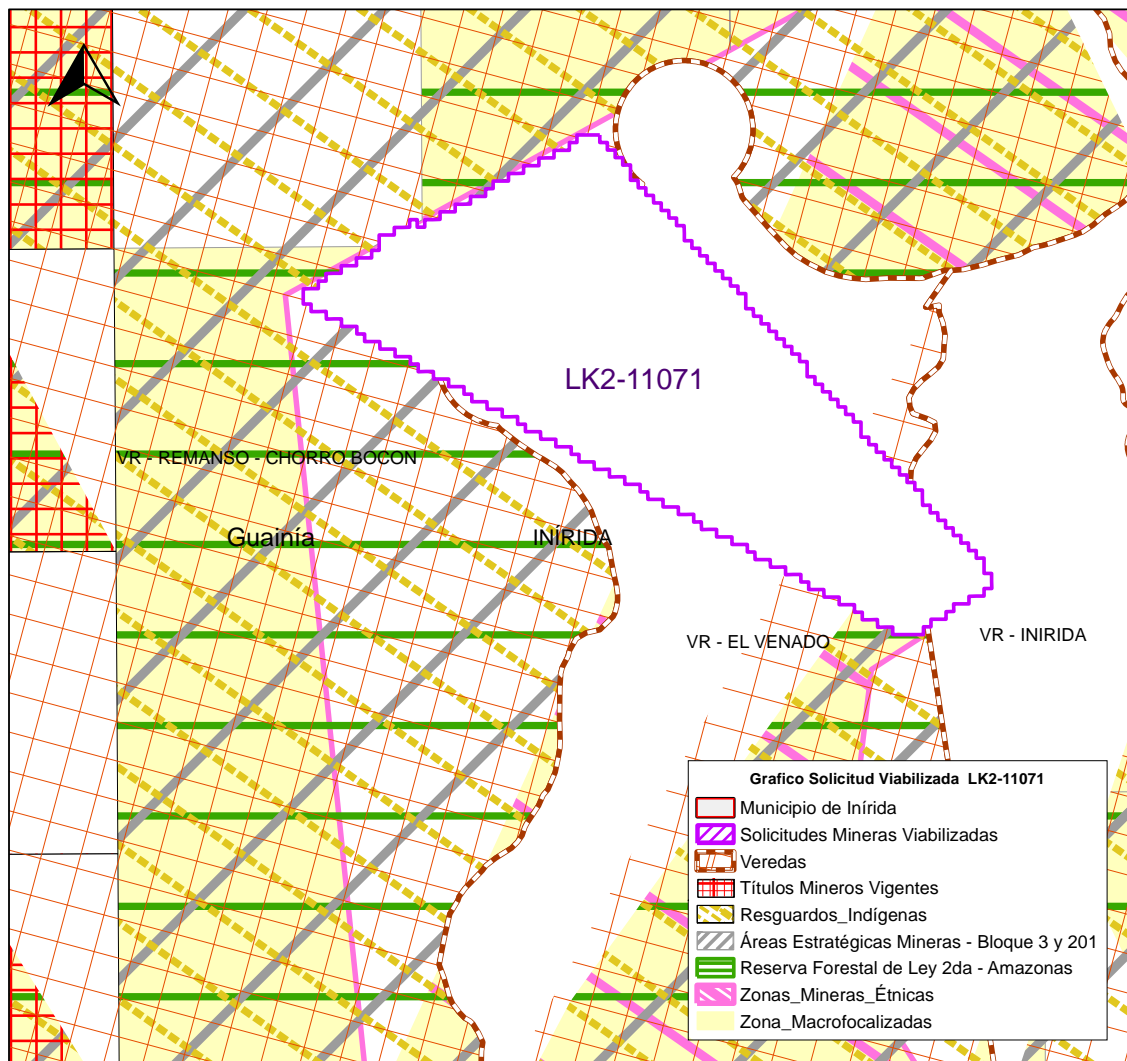 LK2-11071
VR - REMANSO - CHORRO BOCON
Guainía
INÍRIDA
VR - EL VENADO
VR - INIRIDA
Grafico Solicitud Viabilizada LK2-11071
Municipio de Inírida
Solicitudes Mineras Viabilizadas
Veredas
Títulos Mineros Vigentes
Resguardos_Indígenas
Áreas Estratégicas Mineras - Bloque 3 y 201
Reserva Forestal de Ley 2da - Amazonas
Zonas_Mineras_Étnicas
Zona_Macrofocalizadas